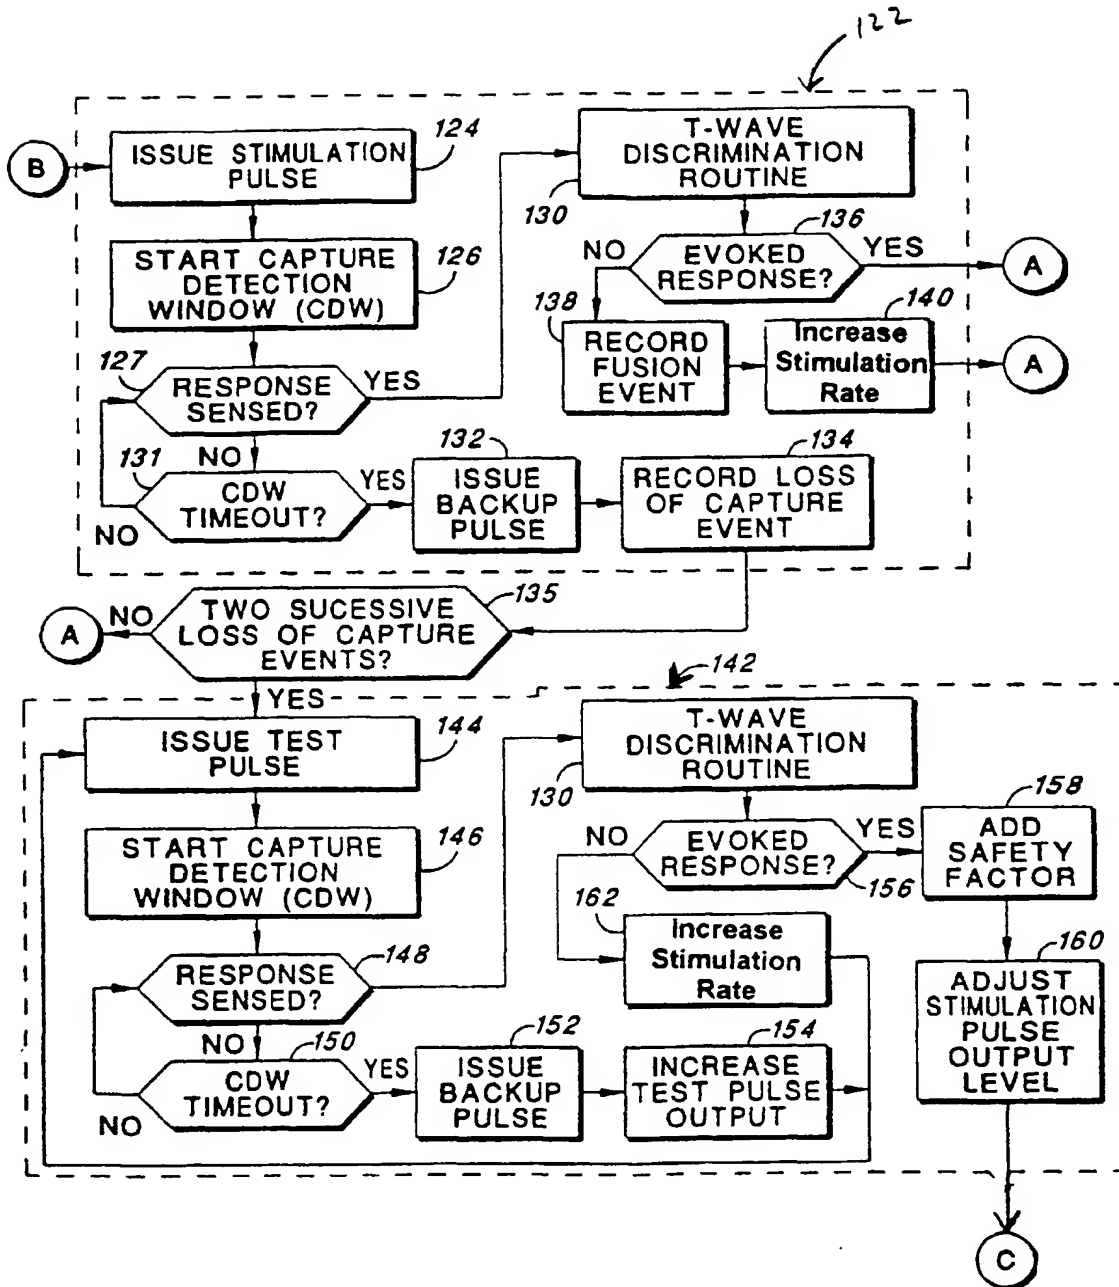 122
B
ISSUE STIMULATION
PULSE
124
START CAPTURE
DETECTION
WINDOW (CDW)
126
127
RESPONSE
SENSED?
YES
NO
131
CDW
TIMEOUT?
NO
YES
132
ISSUE
BACKUP
PULSE
134
RECORD LOSS
OF CAPTURE
EVENT
T-WAVE
DISCRIMINATION
ROUTINE
130
136
EVOKED
RESPONSE?
NO
YES
A
138
RECORD
FUSION
EVENT
140
Increase
Stimulation
Rate
A
135
TWO SUCESSIVE
LOSS OF CAPTURE
EVENTS?
NO
A
YES
142
ISSUE TEST
PULSE
144
START CAPTURE
DETECTION
WINDOW (CDW)
146
RESPONSE
SENSED?
148
NO
150
CDW
TIMEOUT?
NO
YES
152
ISSUE
BACKUP
PULSE
154
INCREASE
TEST PULSE
OUTPUT
T-WAVE
DISCRIMINATION
ROUTINE
130
EVOKED
RESPONSE?
156
NO
YES
162
Increase
Stimulation
Rate
158
ADD
SAFETY
FACTOR
160
ADJUST
STIMULATION
PULSE
OUTPUT
LEVEL
C